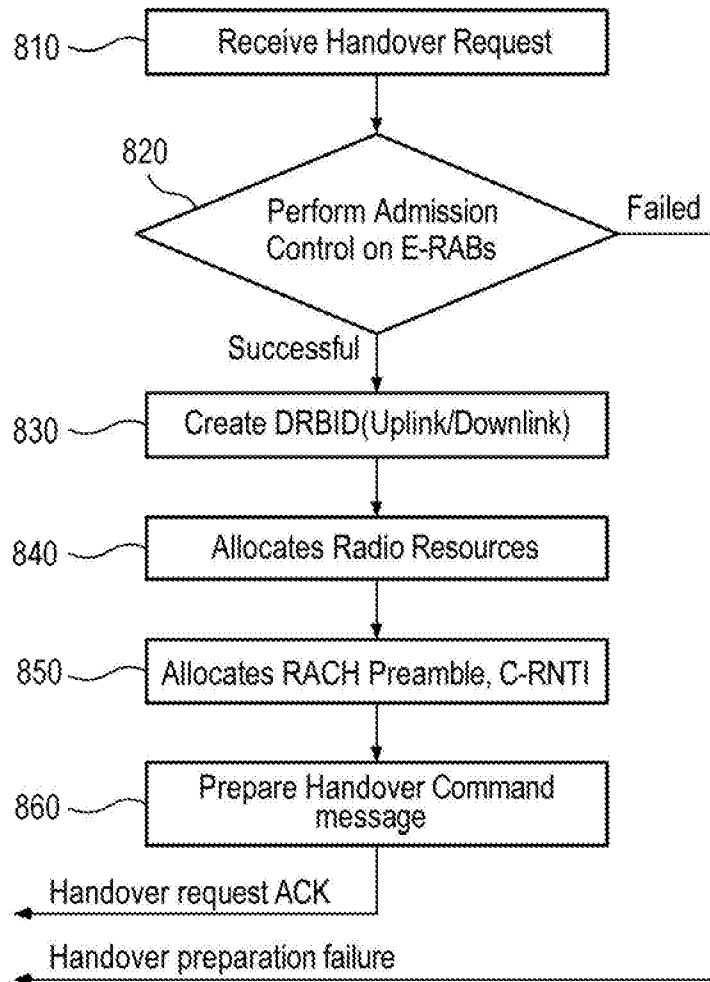 810
Receive Handover Request
820
Perform Admission
Control on E-RABs
Failed
Successful
830
Create DRBID(Uplink/Downlink)
840
Allocates Radio Resources
850
Allocates RACH Preamble, C-RNTI
860
Prepare Handover Command
message
Handover request ACK
Handover preparation failure